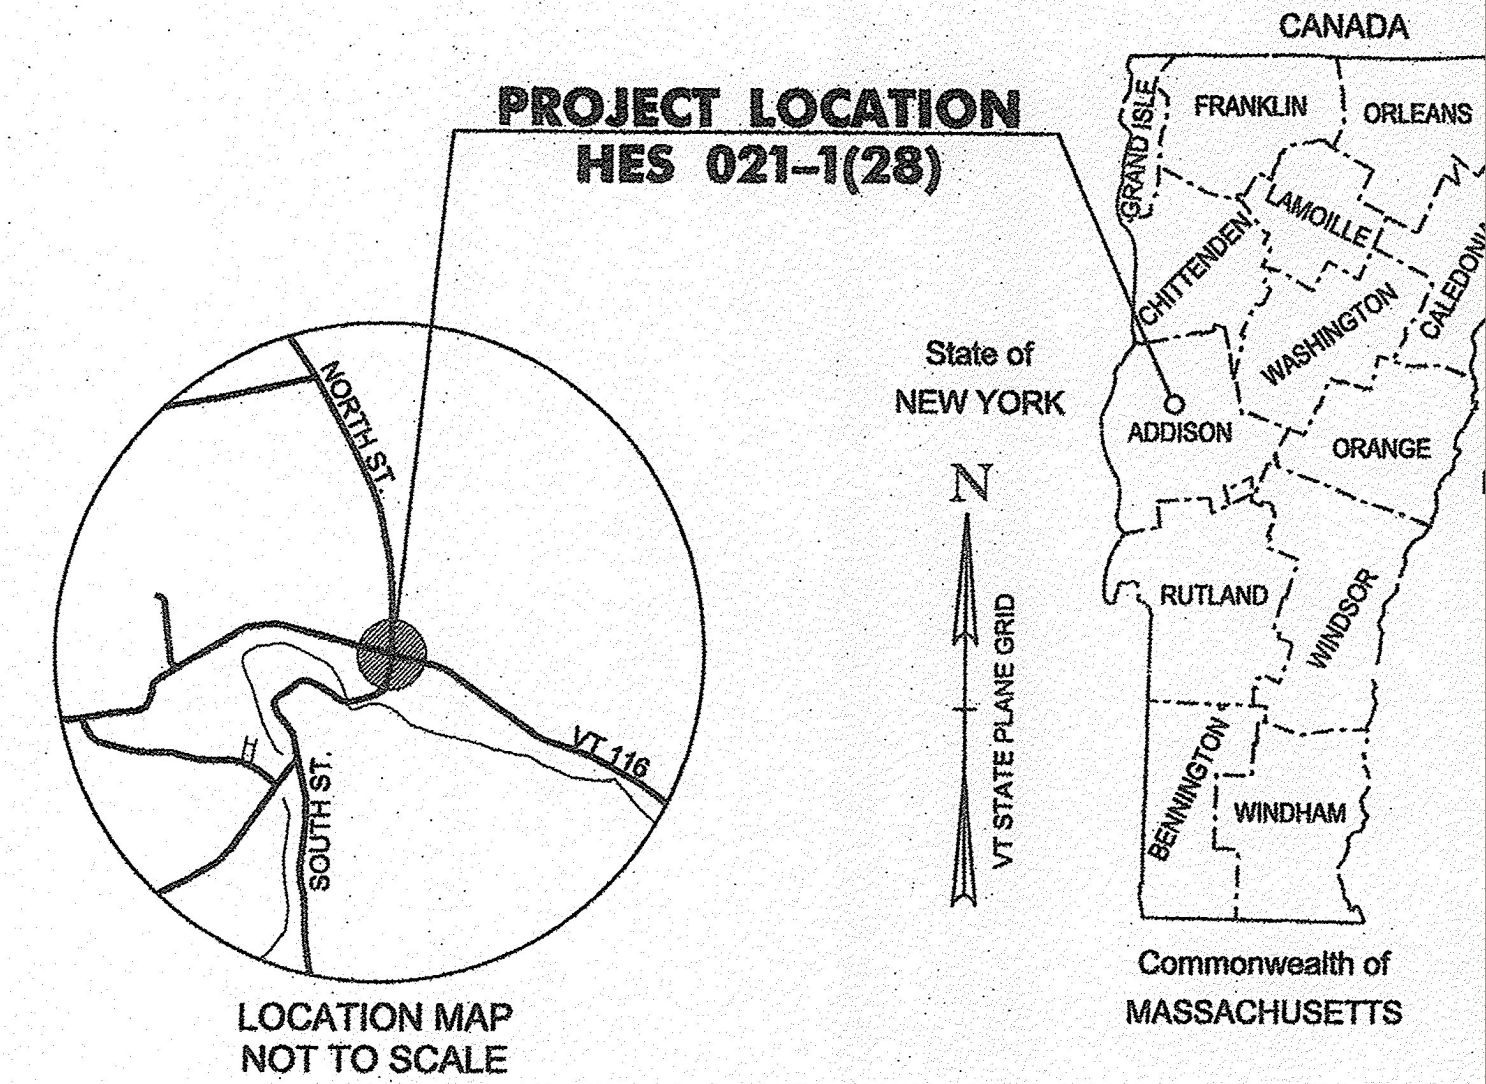 CANADA
PROJECT LOCATION
HES 021-1(28)
GRAND ISLE
FRANKLIN
ORLEANS
LAMOILLE
CHITTENDEN
CALEDONI
WASHINGTON
State of
NEW YORK
ADDISON
ORANGE
N
VT STATE PLANE GRID
RUTLAND
WINDSOR
BENNINGTON
WINDHAM
NORTH ST.
VT 116
SOUTH ST.
LOCATION MAP
NOT TO SCALE
Commonwealth of
MASSACHUSETTS